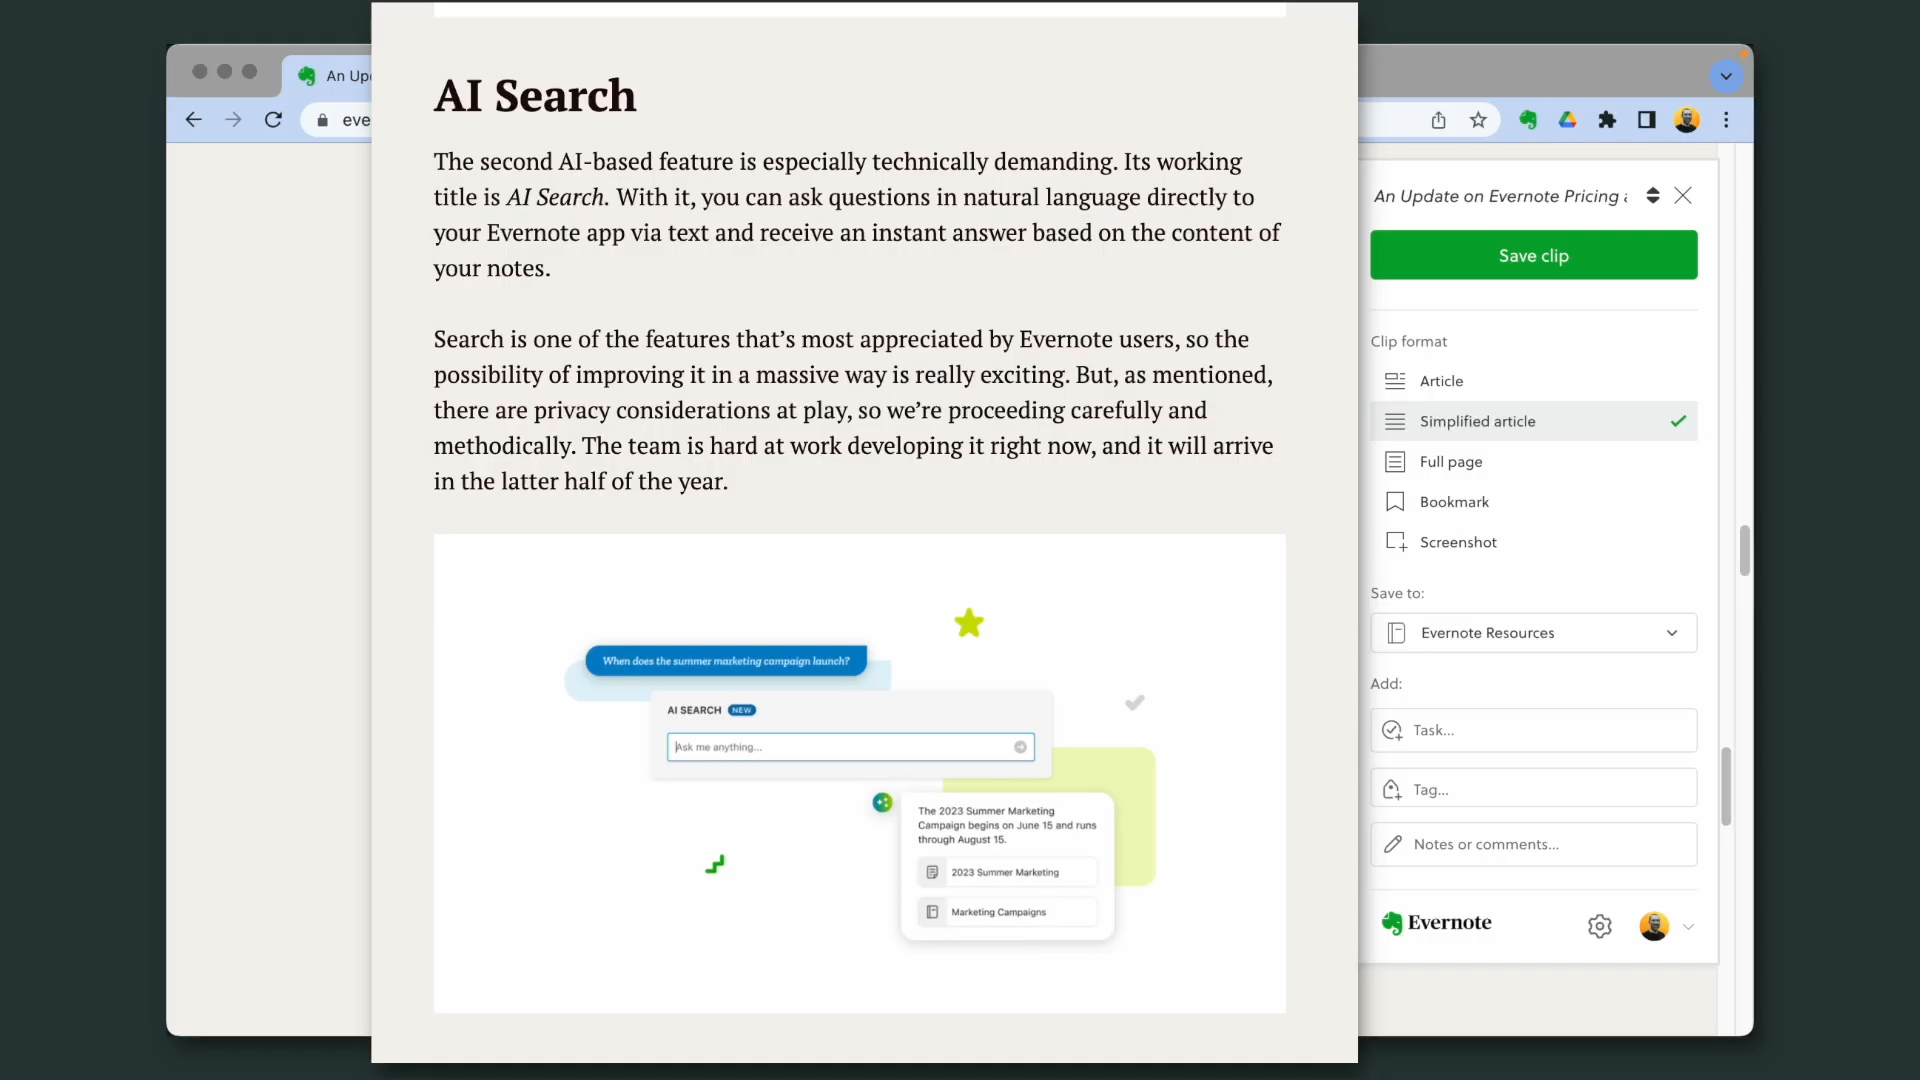 An Up
eve
AI Search
The second AI-based feature is especially technically demanding. Its working
title is AI Search. With it, you can ask questions in natural language directly to
your Evernote app via text and receive an instant answer based on the content of
your notes.
Search is one of the features that’s most appreciated by Evernote users, so the
possibility of improving it in a massive way is really exciting. But, as mentioned,
there are privacy considerations at play, so we’re proceeding carefully and
methodically. The team is hard at work developing it right now, and it will arrive
in the latter half of the year.
When does the summer marketing campaign launch?
AI SEARCH NEW
Ask me anything...
The 2023 Summer Marketing
Campaign begins on June 15 and runs
through August 15.
2023 Summer Marketing
Marketing Campaigns
An Update on Evernote Pricing
Save clip
Clip format
Article
Simplified article
Full page
Bookmark
Screenshot
Save to:
Evernote Resources
Add:
Task...
Tag...
Notes or comments...
Evernote